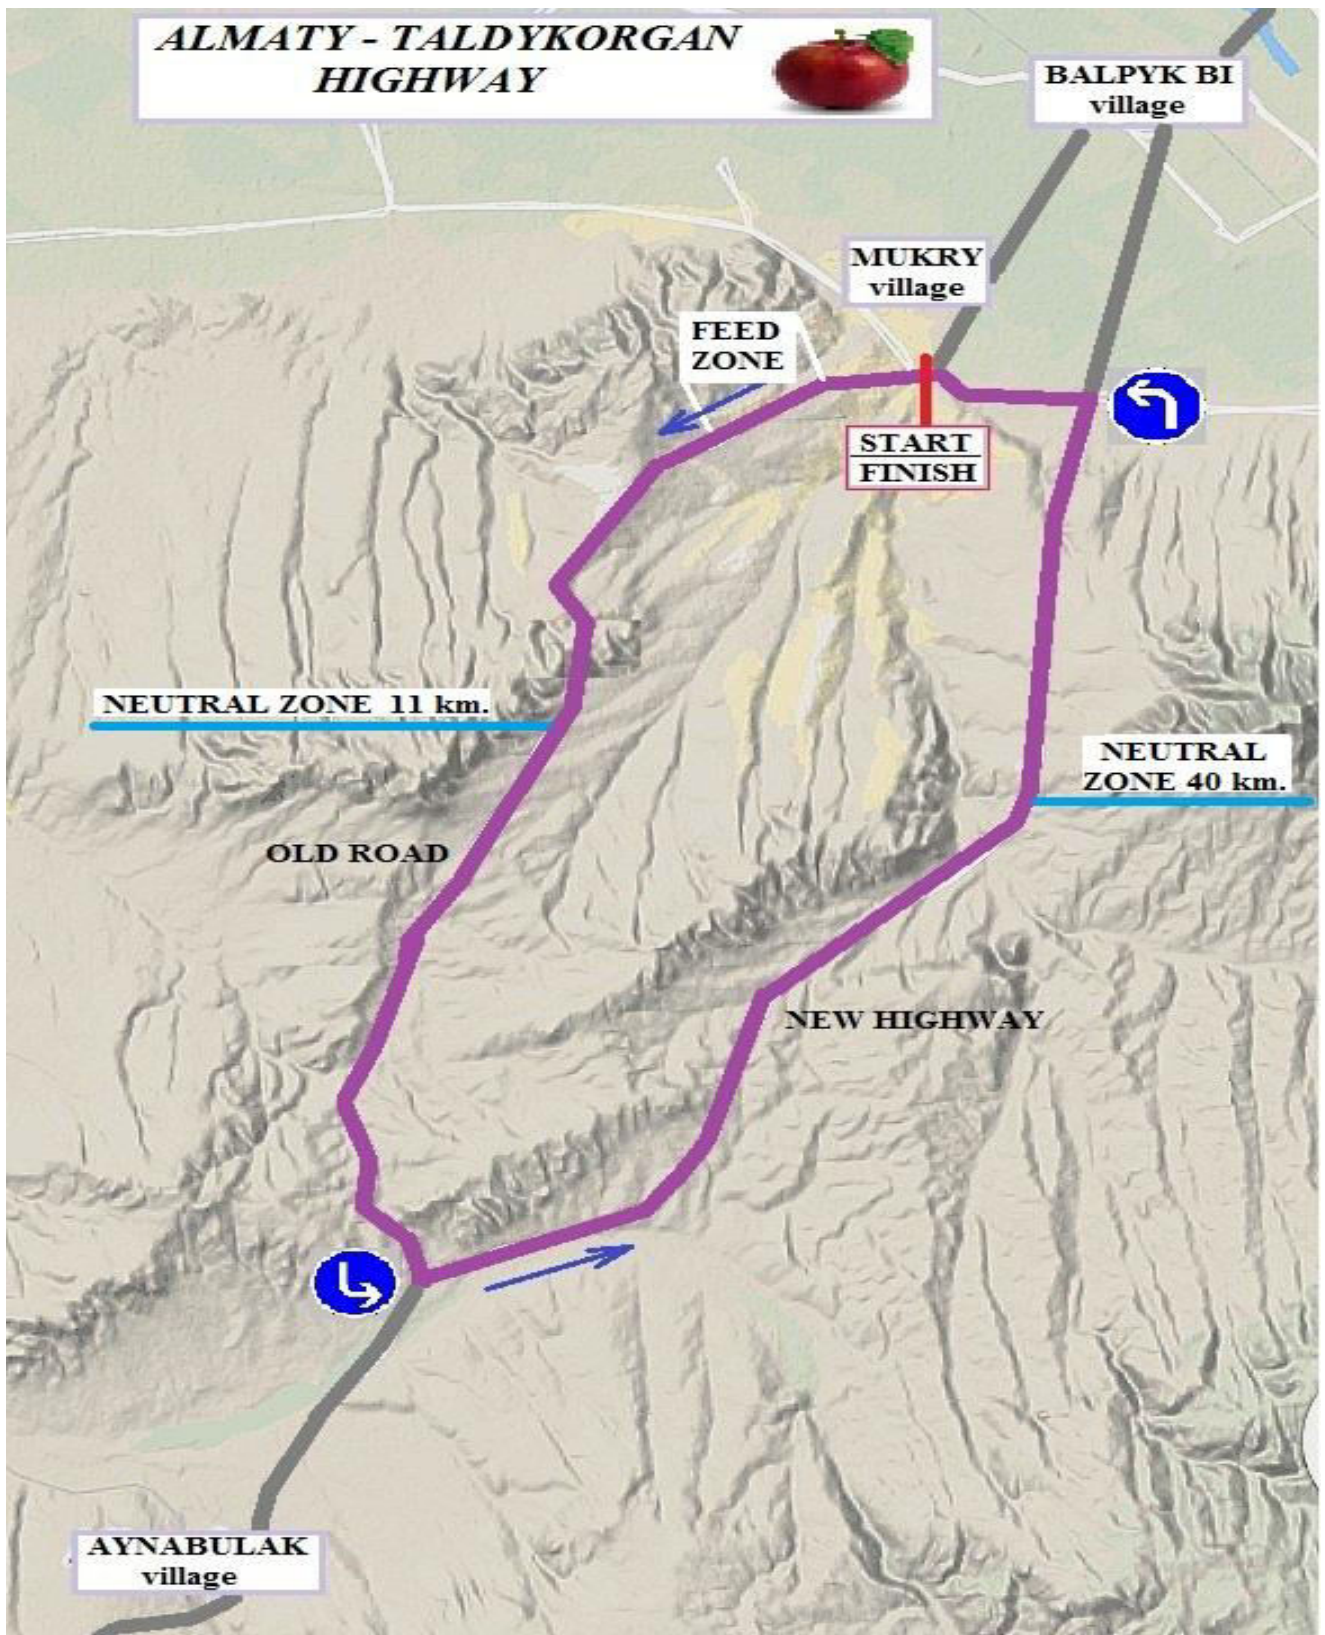 ALMATY - TALDYKORGAN
HIGHWAY
BALPYK BI
village
MUKRY
village
FEED
ZONE
START
FINISH
NEUTRAL ZONE 11 km.
NEUTRAL
ZONE 40 km.
OLD ROAD
NEW HIGHWAY
AYNABULAK
village